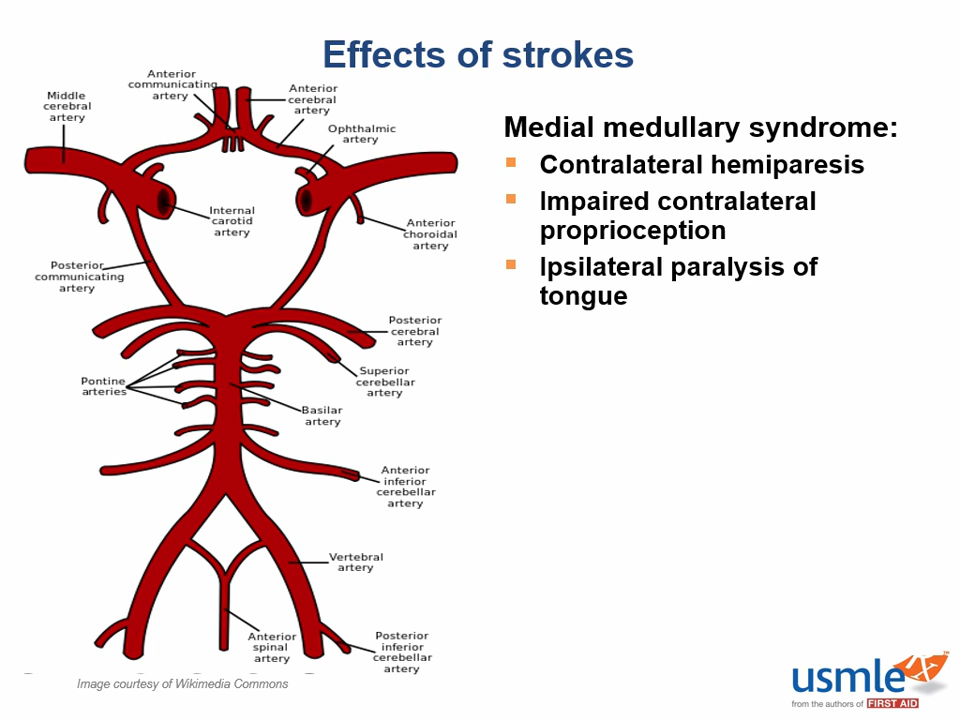 Effects of strokes
Anterior
communicating
artery
Middle
cerebral
artery
Anterior
cerebral
artery
Ophthalmic
artery
Internal
carotid
artery
Anterior
choroidal
artery
Posterior
communicating
artery
Posterior
cerebral
artery
Superior
cerebellar
artery
Pontine
arteries
Basilar
artery
Anterior
inferior
cerebellar
artery
Vertebral
artery
Anterior
spinal
artery
Posterior
inferior
cerebellar
artery
Image courtesy of Wikimedia Commons
Medial medullary syndrome:
Contralateral hemiparesis
Impaired contralateral
proprioception
Ipsilateral paralysis of
tongue
usmle Rx™
from the authors of FIRST AID